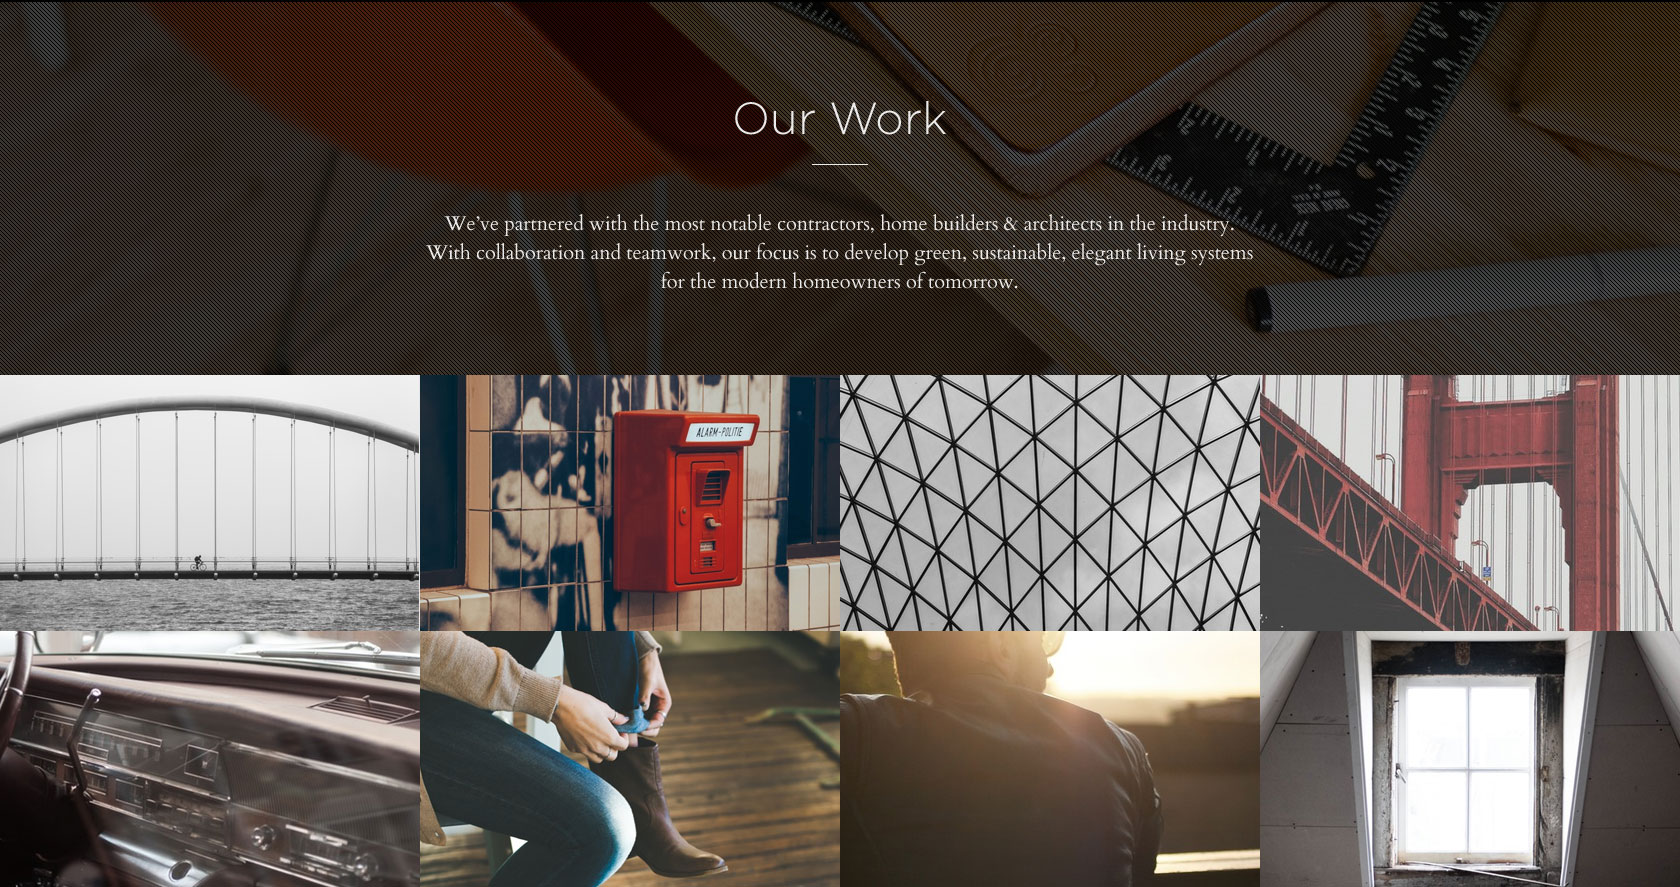 Our Work
We've partnered with the most notable contractors, home builders & architects in the industry.
With collaboration and teamwork, our focus is to develop green, sustainable, elegant living systems
for the modern homeowners of tomorrow.
ALARM-POLITIE